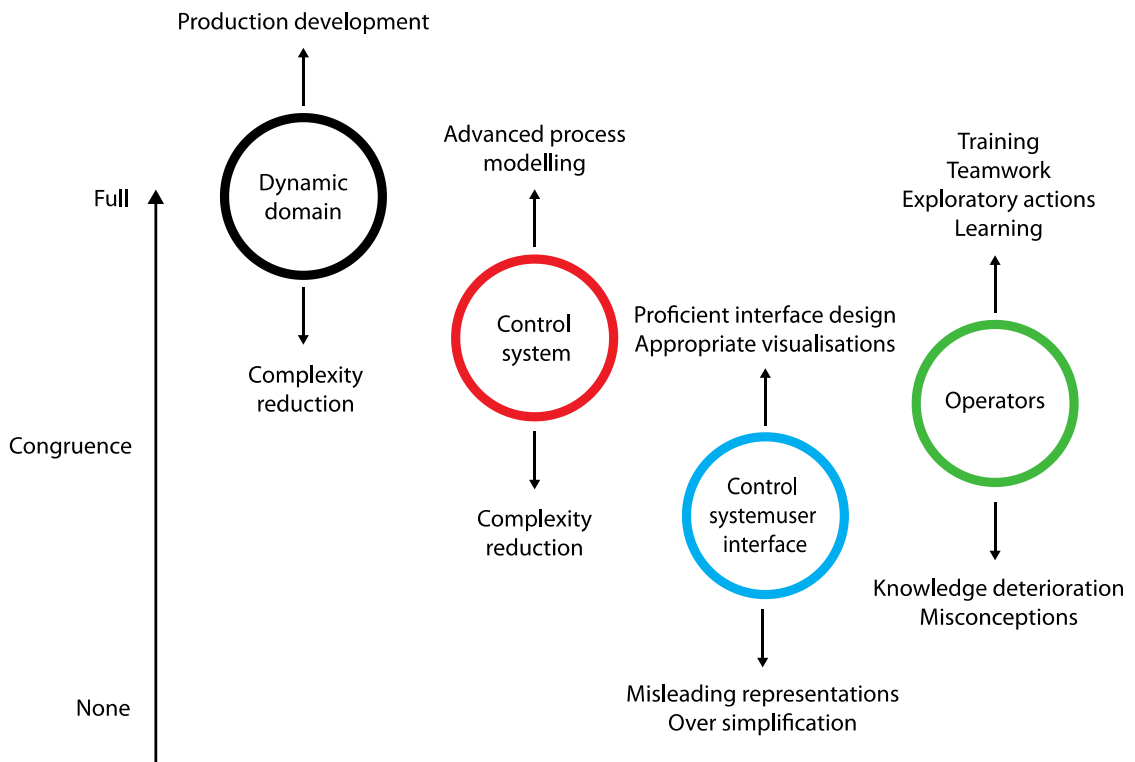 Production development
Dynamic
domain
Complexity
reduction
Advanced process
modelling
Control
system
Complexity
reduction
Proficient interface design
Appropriate visualisations
Control
systemuser
interface
Misleading representations
Over simplification
Training
Teamwork
Exploratory actions
Learning
Operators
Knowledge deterioration
Misconceptions
Full
Congruence
None